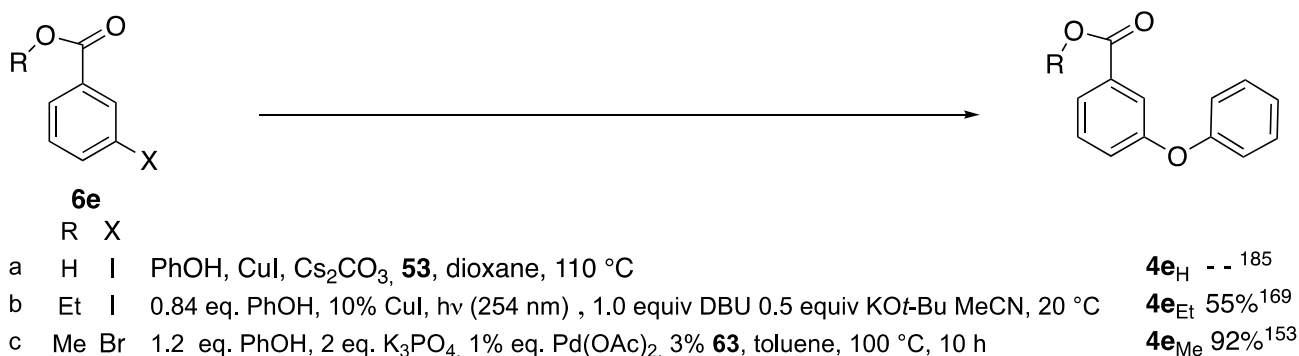 R O O
X
6e
R O O
O
R X
a H I PhOH, CuI, Cs₂CO₃, 53, dioxane, 110 °C 4eH - - ¹⁸⁵
b Et I 0.84 eq. PhOH, 10% CuI, hν (254 nm) , 1.0 equiv DBU 0.5 equiv KOt-Bu MeCN, 20 °C 4eEt 55%¹⁶⁹
c Me Br 1.2 eq. PhOH, 2 eq. K₃PO₄, 1% eq. Pd(OAc)₂, 3% 63, toluene, 100 °C, 10 h 4eMe 92%¹⁵³